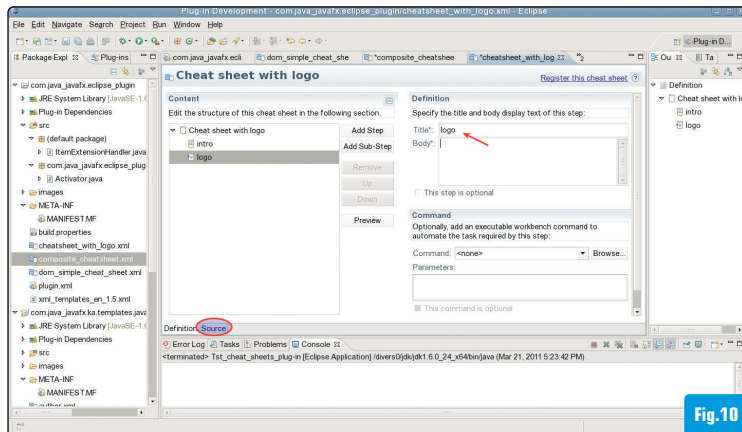 Plug-in Development - com.java_javafx.eclipse_plugin/cheatsheet_with_logo.xml - Eclipse
File Edit Navigate Search Project Run Window Help
Plug-in D...
Package Expl Plug-ins
com.java_javafx.ecli dom_simple_cheat_she *composite_cheatshee *cheatsheet_with_log »2
Ou Ta
com.java_javafx.eclipse_plugin
JRE System Library [JavaSE-1.6
Plug-in Dependencies
src
(default package)
ItemExtensionHandler.java
com.java_javafx.eclipse_plug
Activator.java
images
META-INF
MANIFEST.MF
build.properties
cheatsheet_with_logo.xml
composite_cheatsheet.xml
dom_simple_cheat_sheet.xml
plugin.xml
xml_templates_en_1.5.xml
com.java_javafx.ka.templates.java
JRE System Library [JavaSE-1.6
Plug-in Dependencies
src
images
META-INF
MANIFEST.MF
Cheat sheet with logo
Register this cheat sheet
Content
Edit the structure of this cheat sheet in the following section.
Cheat sheet with logo
intro
logo
Add Step
Add Sub-Step
Remove
Up
Down
Preview
Definition
Specify the title and body display text of this step:
Title*: logo
Body*:
This step is optional
Command
Optionally, add an executable workbench command to
automate the task required by this step:
Command: <none> Browse...
Parameters:
This command is optional
Definition Source
Definition
Cheat sheet with lo
intro
logo
Error Log Tasks Problems Console
<terminated> Tst_cheat_sheets_plug-in [Eclipse Application] /divers0/jdk/jdk1.6.0_24_x64/bin/java (Mar 21, 2011 5:23:42 PM)
Fig.10